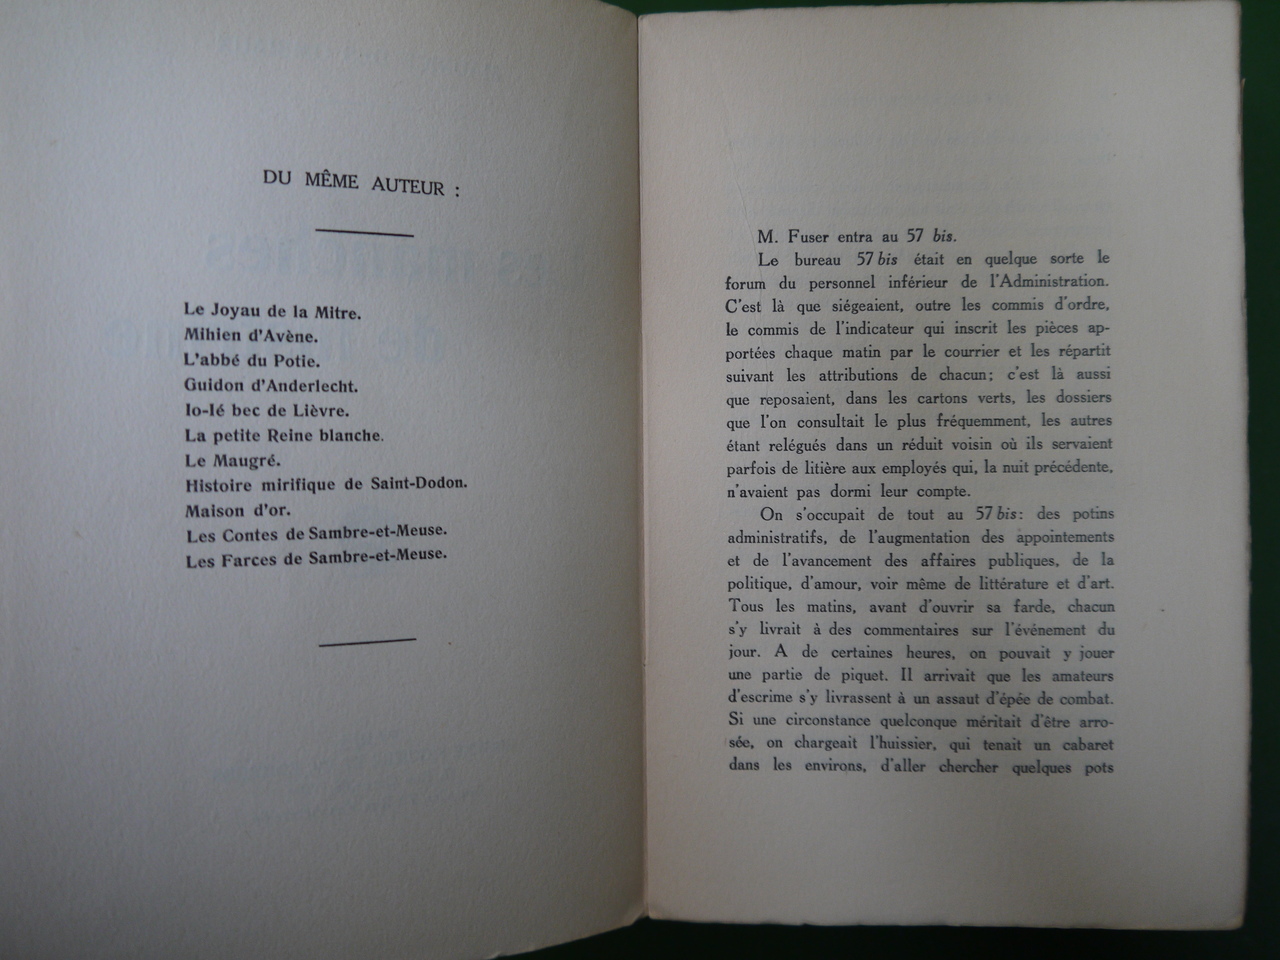 DU MÊME AUTEUR :
Le Joyau de la Mitre.
Mihien d'Avène.
L'abbé du Potie.
Guidon d'Anderlecht.
Io-lé bec de Lièvre.
La petite Reine blanche.
Le Maugré.
Histoire mirifique de Saint-Dodon.
Maison d'or.
Les Contes de Sambre-et-Meuse.
Les Farces de Sambre-et-Meuse.
M. Fuser entra au 57 bis.
Le bureau 57 bis était en quelque sorte le
forum du personnel inférieur de l'Administration.
C'est là que siégeaient, outre les commis d'ordre,
le commis de l'indicateur qui inscrit les pièces ap-
portées chaque matin par le courrier et les répartit
suivant les attributions de chacun; c'est là aussi
que reposaient, dans les cartons verts, les dossiers
que l'on consultait le plus fréquemment, les autres
étant relégués dans un réduit voisin où ils servaient
parfois de litière aux employés qui, la nuit précédente,
n'avaient pas dormi leur compte.
On s'occupait de tout au 57 bis: des potins
administratifs, de l'augmentation des appointements
et de l'avancement des affaires publiques, de la
politique, d'amour, voir même de littérature et d'art.
Tous les matins, avant d'ouvrir sa farde, chacun
s'y livrait à des commentaires sur l'événement du
jour. A de certaines heures, on pouvait y jouer
une partie de piquet. Il arrivait que les amateurs
d'escrime s'y livrassent à un assaut d'épée de combat.
Si une circonstance quelconque méritait d'être arro-
sée, on chargeait l'huissier, qui tenait un cabaret
dans les environs, d'aller chercher quelques pots